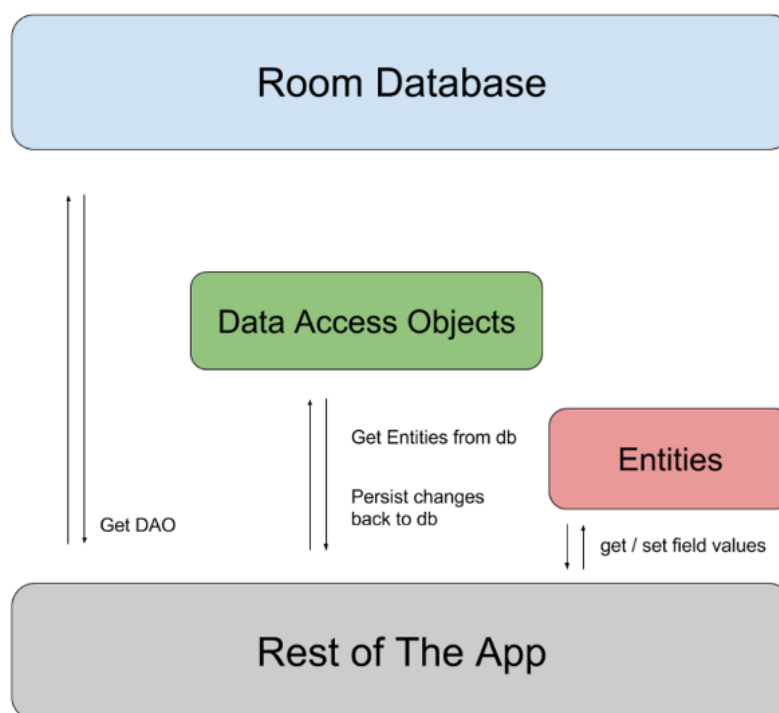 Room Database
Data Access Objects
Get Entities from db
Entities
Persist changes
back to db
Get DAO
get / set field values
Rest of The App